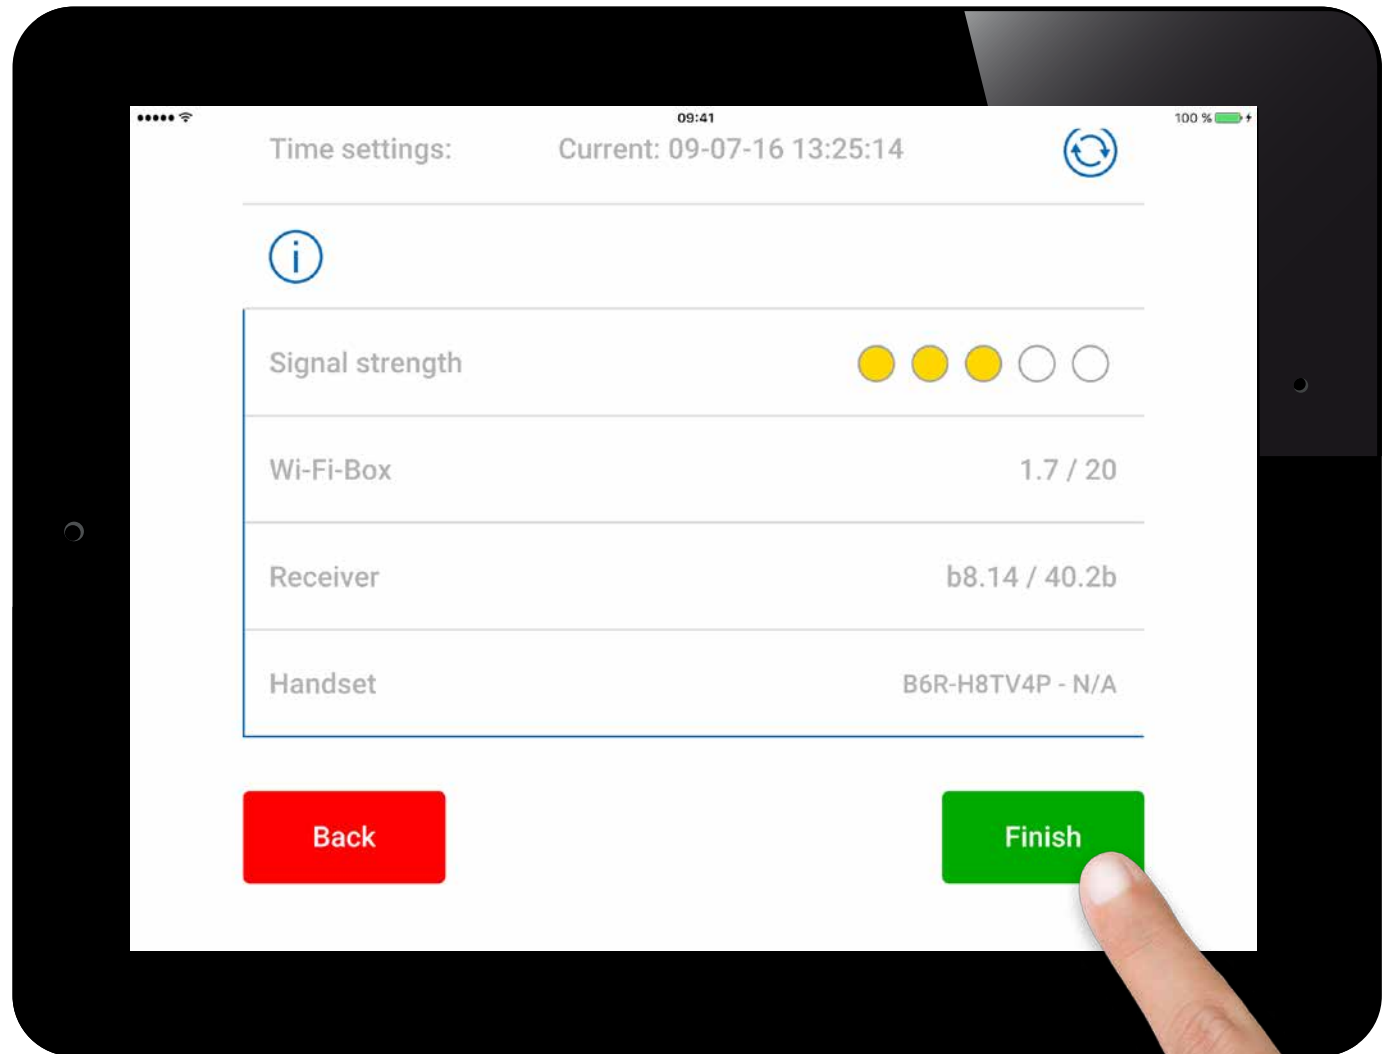 09:41
100 %
Time settings: Current: 09-07-16 13:25:14
i
Signal strength
Wi-Fi-Box 1.7 / 20
Receiver b8.14 / 40.2b
Handset B6R-H8TV4P - N/A
Back Finish